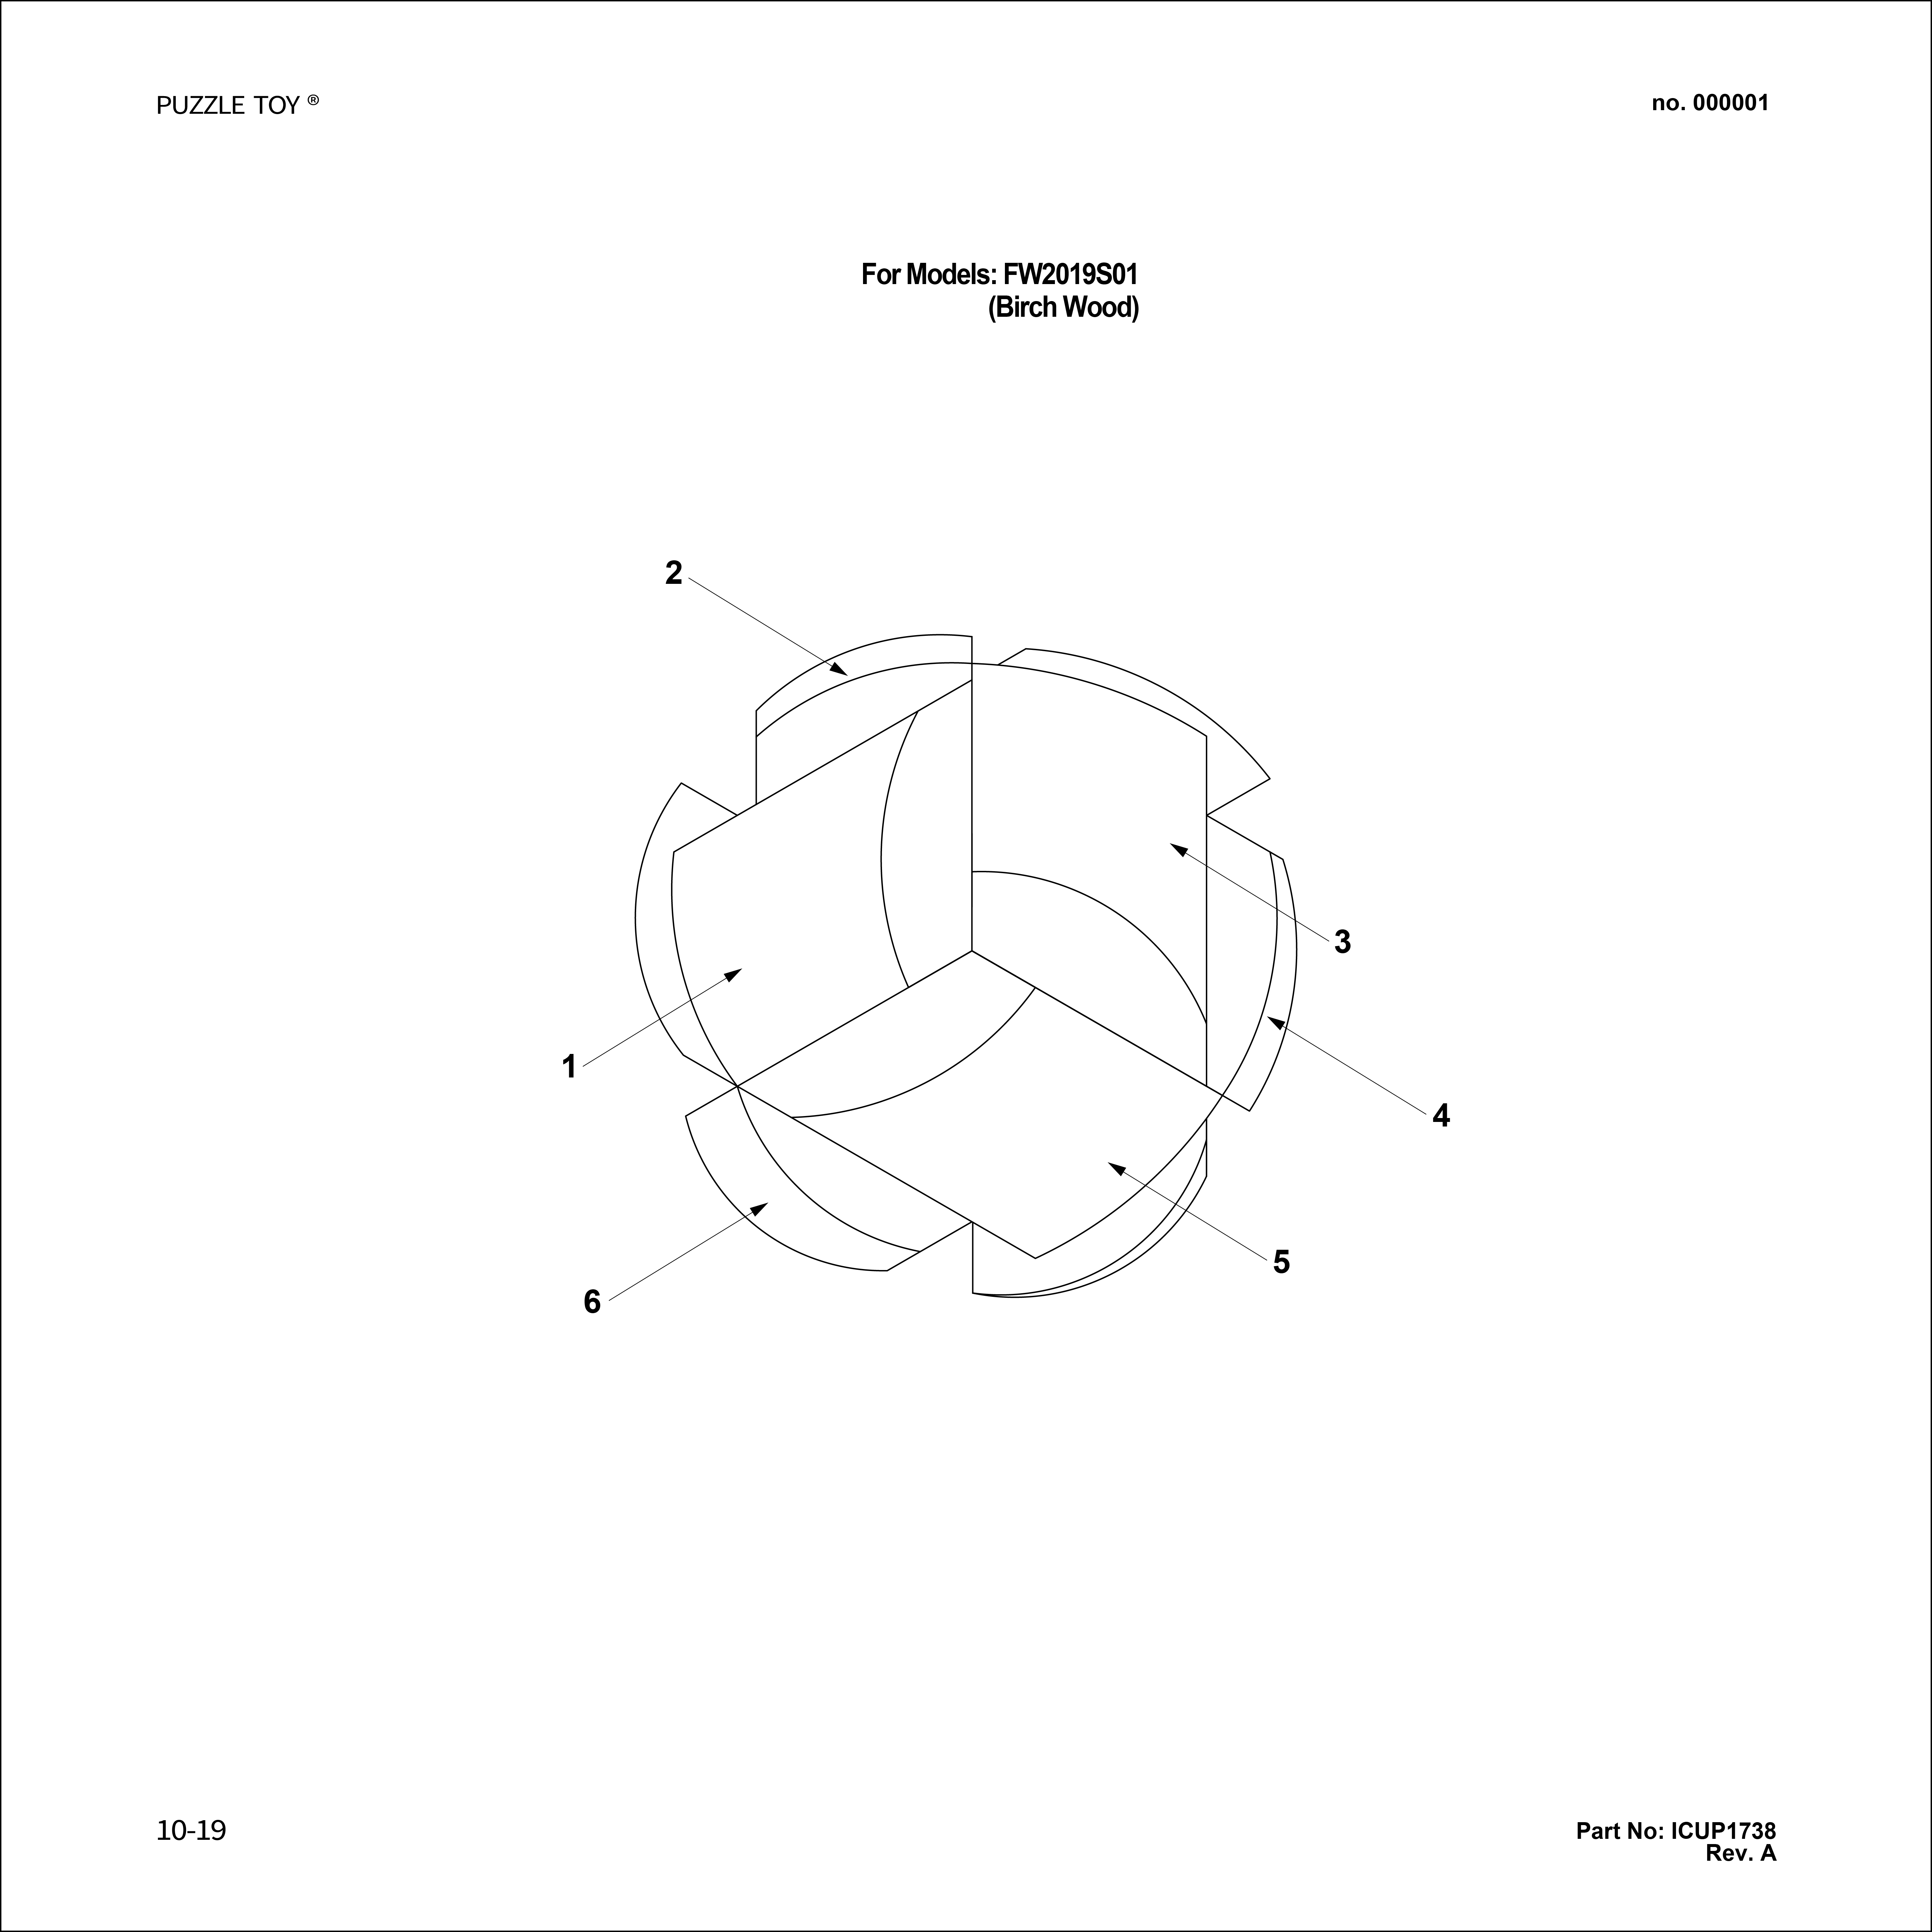 PUZZLE TOY ®
no. 000001
For Models: FW2019S01
(Birch Wood)
2
3
1
4
5
6
10-19
Part No: ICUP1738
Rev. A